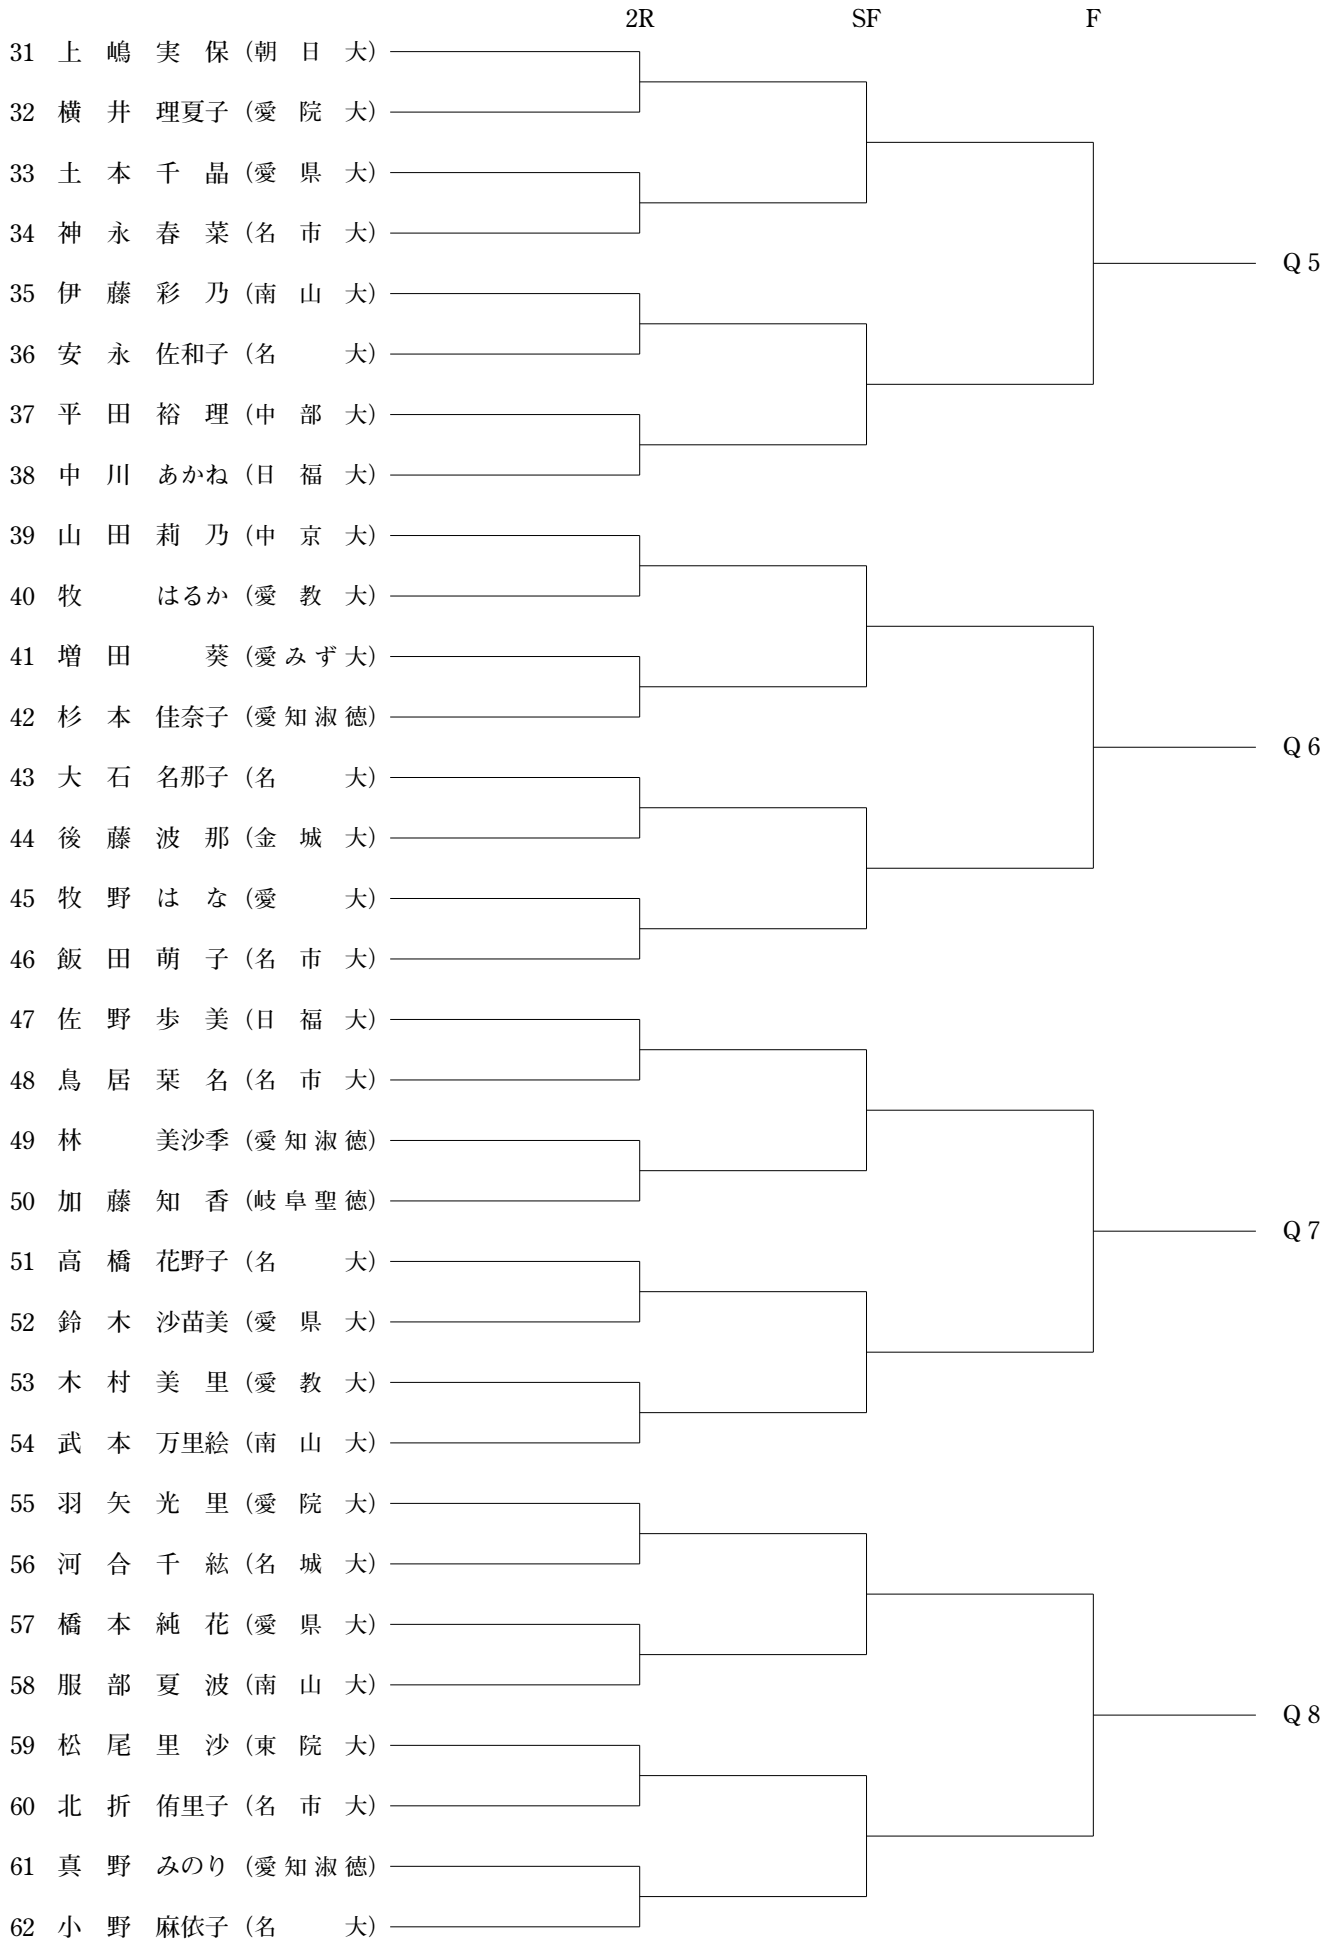 2R SF F
31 上嶋実保 (朝日大)
32 横井理夏子 (愛院大)
33 土本千晶 (愛県大)
34 神永春菜 (名市大)
Q5
35 伊藤彩乃 (南山大)
36 安永佐和子 (名大)
37 平田裕理 (中部大)
38 中川あかね (日福大)
39 山田莉乃 (中京大)
40 牧はるか (愛教大)
41 増田葵 (愛みず大)
42 杉本佳奈子 (愛知淑徳)
Q6
43 大石名那子 (名大)
44 後藤波那 (金城大)
45 牧野はな (愛大)
46 飯田萌子 (名市大)
47 佐野歩美 (日福大)
48 鳥居栞名 (名市大)
49 林美沙季 (愛知淑徳)
50 加藤知香 (岐阜聖徳)
Q7
51 高橋花野子 (名大)
52 鈴木沙苗美 (愛県大)
53 木村美里 (愛教大)
54 武本万里絵 (南山大)
55 羽矢光里 (愛院大)
56 河合千紘 (名城大)
57 橋本純花 (愛県大)
58 服部夏波 (南山大)
Q8
59 松尾里沙 (東院大)
60 北折侑里子 (名市大)
61 真野みのり (愛知淑徳)
62 小野麻依子 (名大)